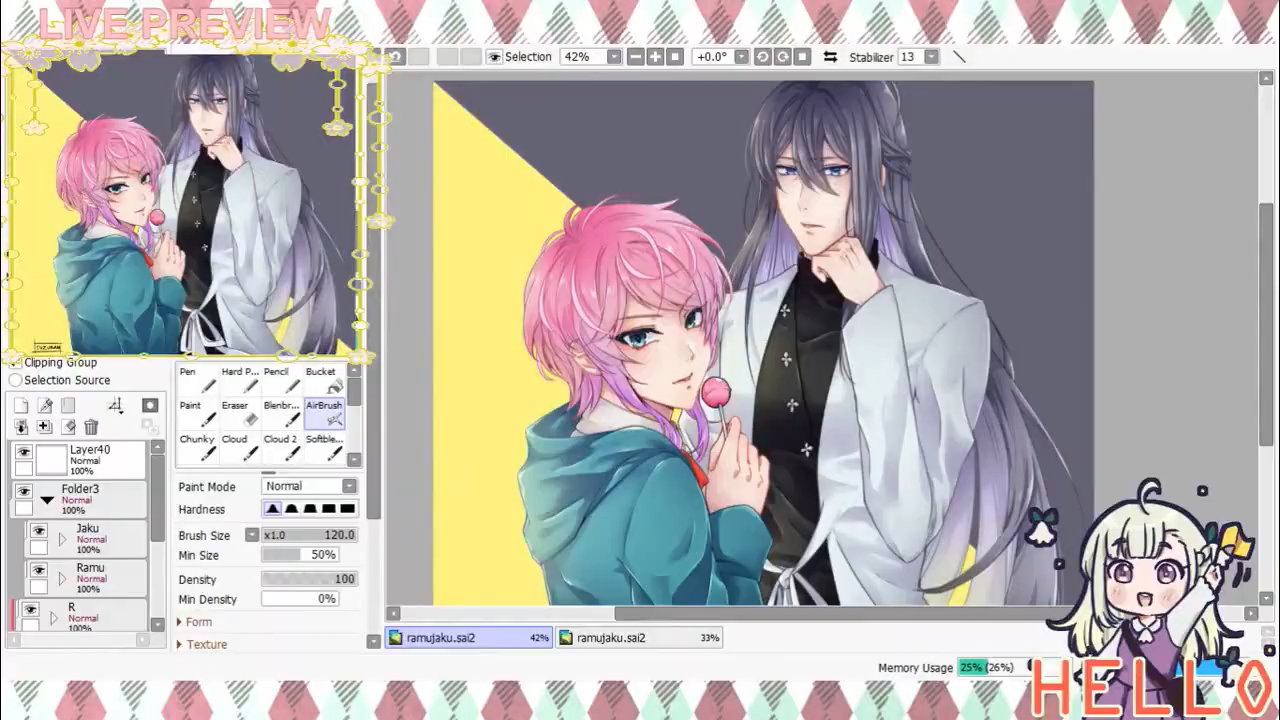 LIVE PREVIEW
Selection 42% +0.0° Stabilizer 13
Clipping Group
Selection Source
Pen Hard P... Pencil Bucket
Paint Eraser Blenbr... AirBrush
Chunky Cloud Cloud 2 Softble...
Layer40
Normal
100%
Folder3
Normal
100%
Jaku
Normal
100%
Ramu
Normal
100%
R
Normal
100%
Paint Mode Normal
Hardness
Brush Size x1.0 120.0
Min Size 50%
Density 100
Min Density 0%
Form
Texture
ramujaku.sai2 42% ramujaku.sai2 33%
Memory Usage 25% (26%)
HELLO